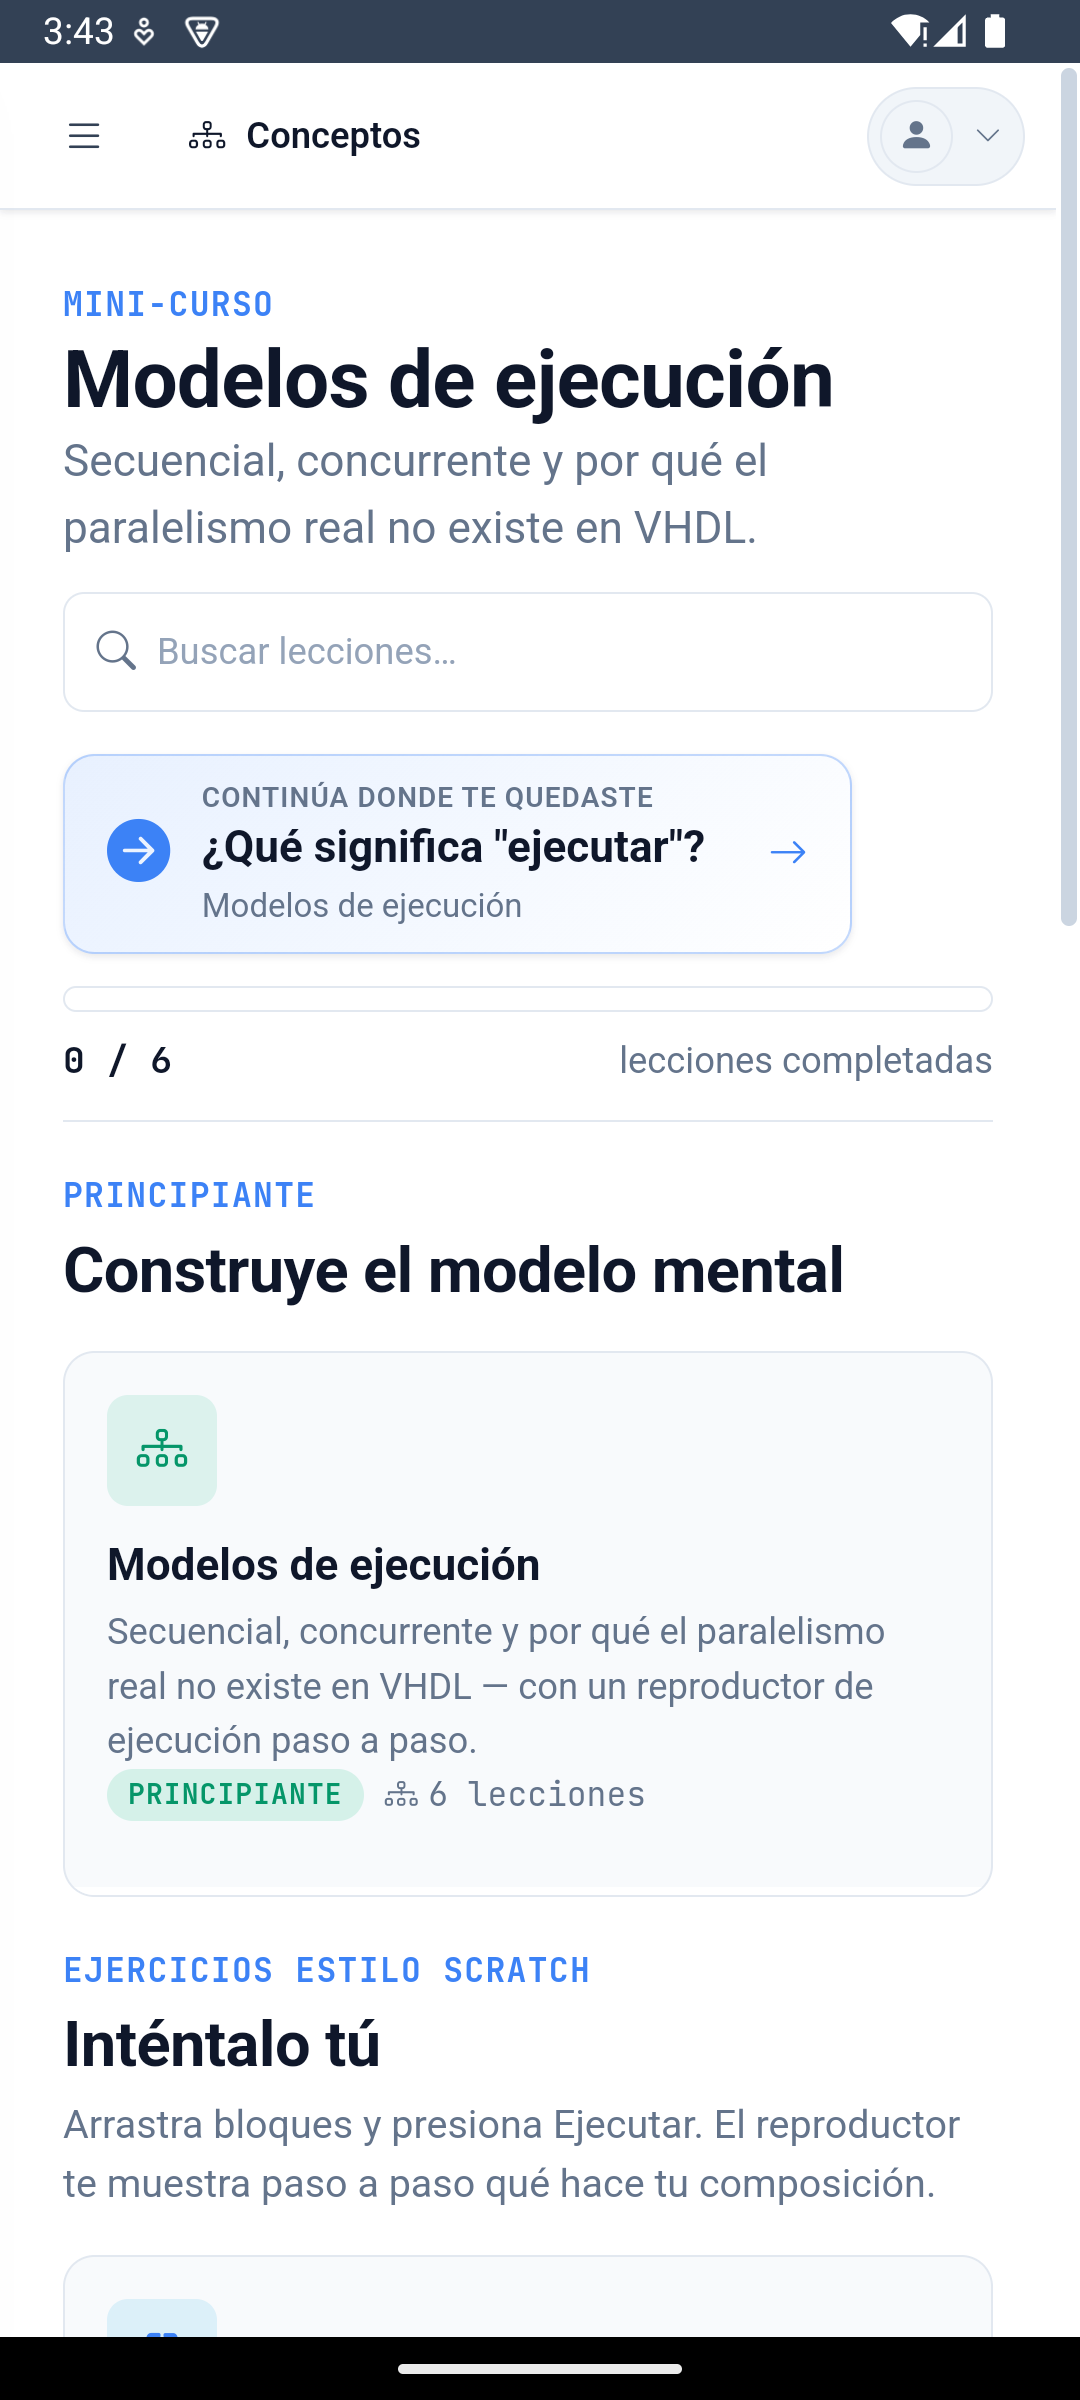 3:43
Conceptos
MINI-CURSO
Modelos de ejecución
Secuencial, concurrente y por qué el
paralelismo real no existe en VHDL.
Buscar lecciones...
CONTINÚA DONDE TE QUEDASTE
¿Qué significa "ejecutar"?
Modelos de ejecución
0 / 6
lecciones completadas
PRINCIPIANTE
Construye el modelo mental
Modelos de ejecución
Secuencial, concurrente y por qué el paralelismo
real no existe en VHDL — con un reproductor de
ejecución paso a paso.
PRINCIPIANTE 6 lecciones
EJERCICIOS ESTILO SCRATCH
Inténtalo tú
Arrastra bloques y presiona Ejecutar. El reproductor
te muestra paso a paso qué hace tu composición.